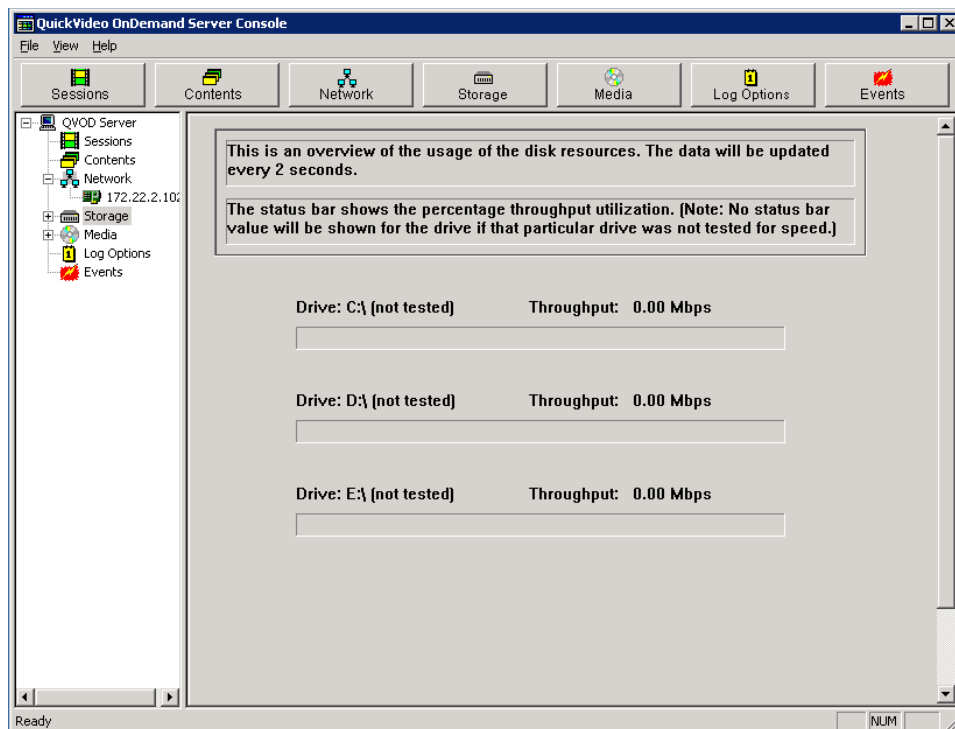 QuickVideo OnDemand Server Console
File View Help
Sessions Contents Network Storage Media Log Options Events
QVOD Server
Sessions
Contents
Network
172.22.2.102
Storage
Media
Log Options
Events
This is an overview of the usage of the disk resources. The data will be updated
every 2 seconds.
The status bar shows the percentage throughput utilization. (Note: No status bar
value will be shown for the drive if that particular drive was not tested for speed.)
Drive: C:\ (not tested) Throughput: 0.00 Mbps
Drive: D:\ (not tested) Throughput: 0.00 Mbps
Drive: E:\ (not tested) Throughput: 0.00 Mbps
Ready NUM